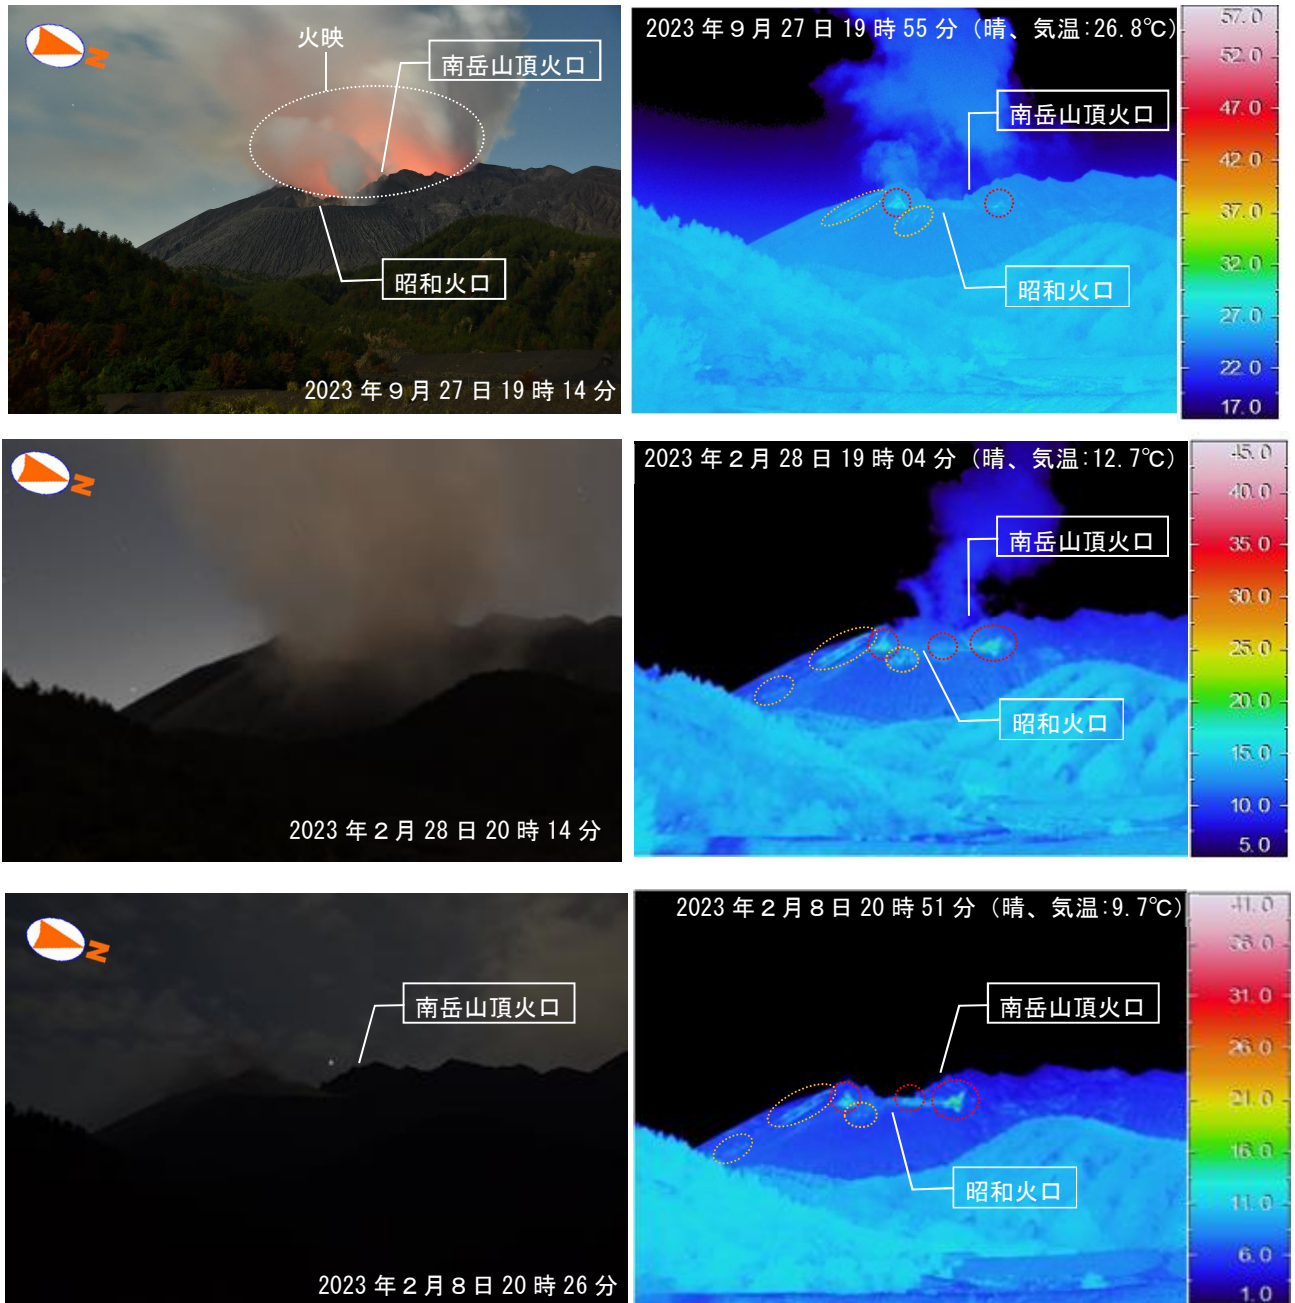 火映
南岳山頂火口
昭和火口
2023年9月27日19時14分
N
2023年9月27日19時55分（晴、気温:26.8℃）
南岳山頂火口
昭和火口
57.0
52.0
47.0
42.0
37.0
32.0
27.0
22.0
17.0
N
2023年2月28日20時14分
2023年2月28日19時04分（晴、気温:12.7℃）
南岳山頂火口
昭和火口
45.0
40.0
35.0
30.0
25.0
20.0
15.0
10.0
5.0
N
南岳山頂火口
2023年2月8日20時26分
2023年2月8日20時51分（晴、気温:9.7℃）
南岳山頂火口
昭和火口
41.0
36.0
31.0
26.0
21.0
16.0
11.0
6.0
1.0